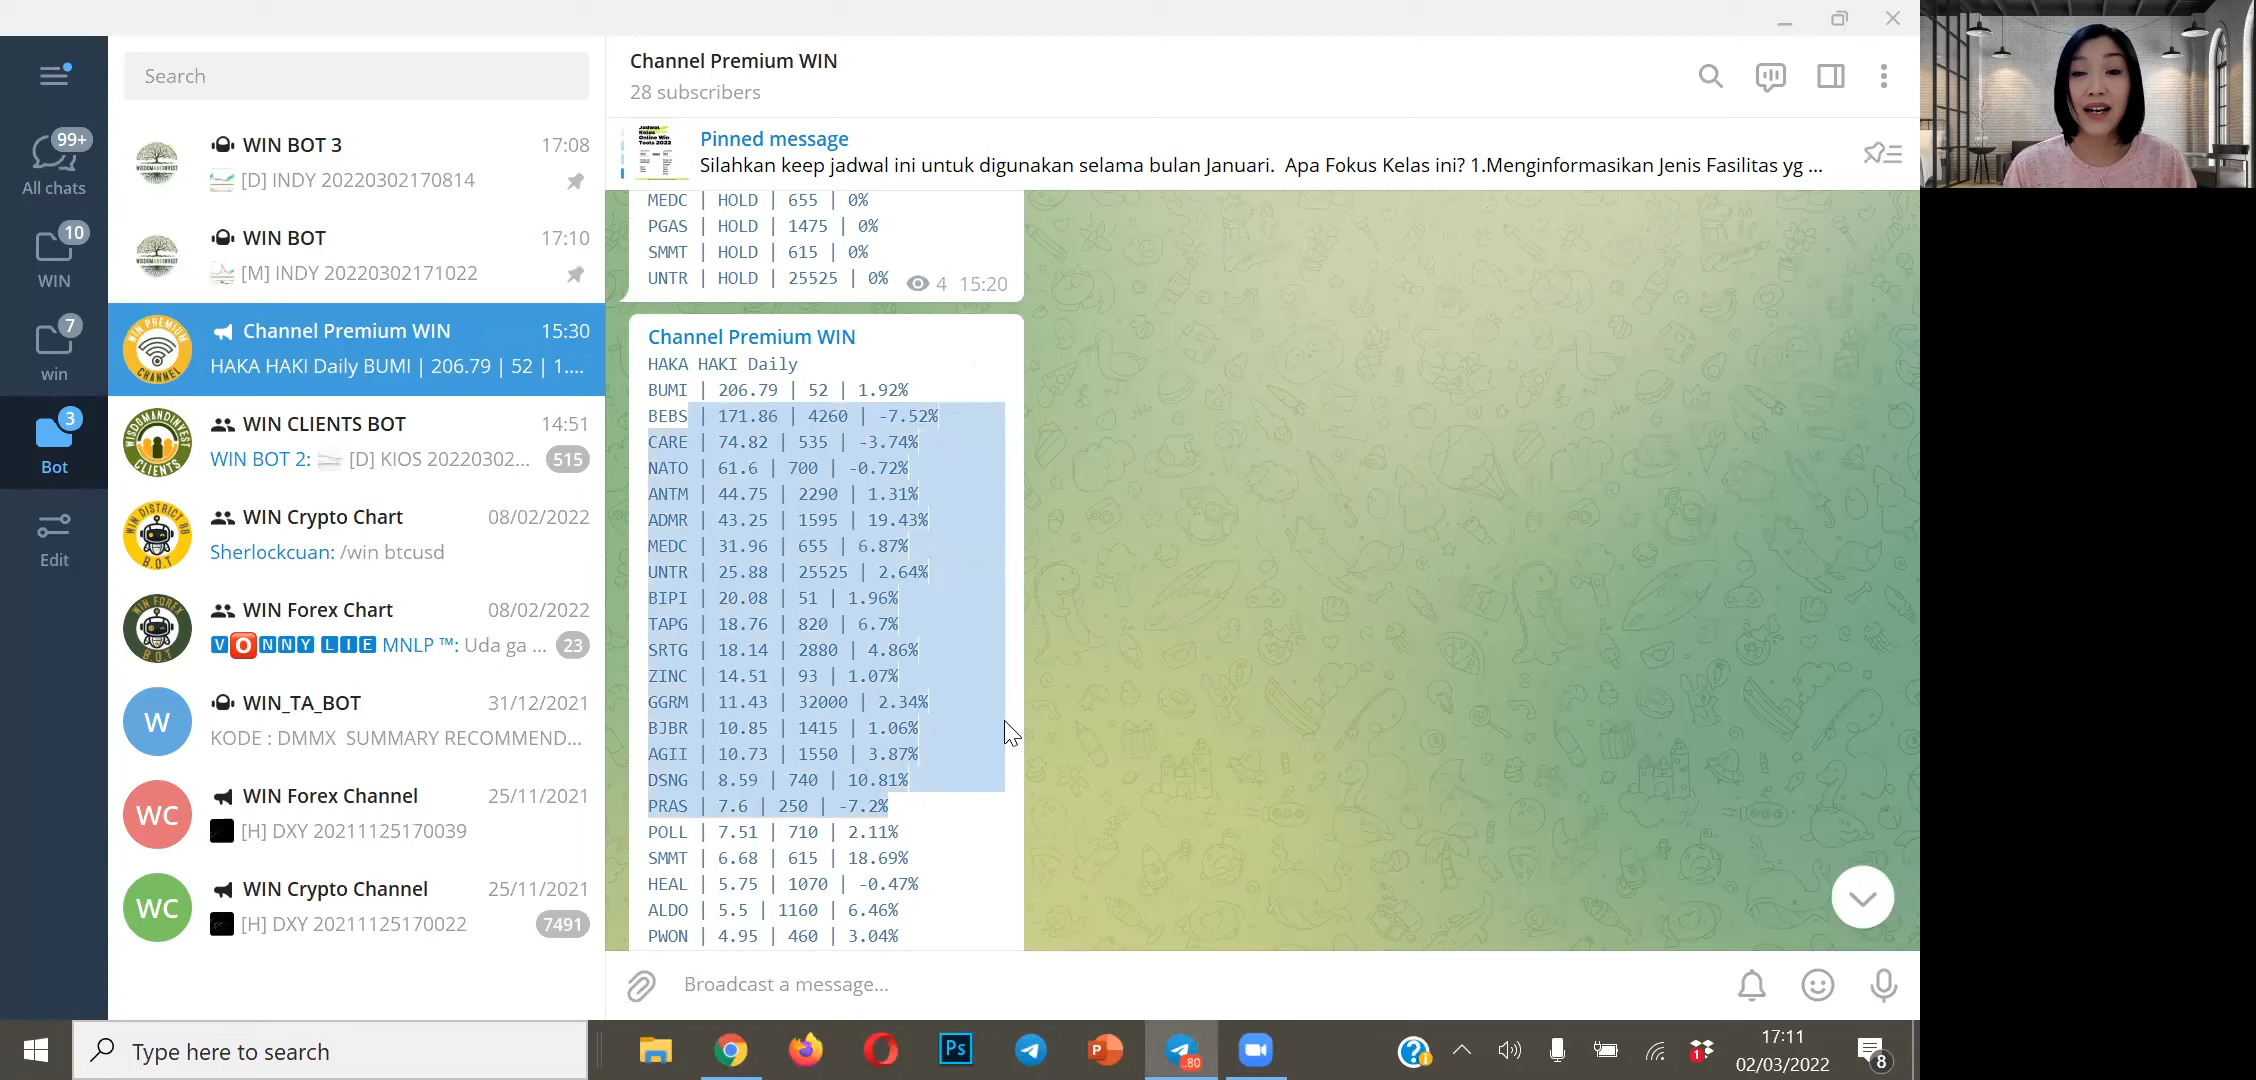 Search
99+
All chats
10
WIN
7
win
3
Bot
Edit
WIN BOT 3 17:08
[D] INDY 20220302170814
WIN BOT 17:10
[M] INDY 20220302171022
Channel Premium WIN 15:30
HAKA HAKI Daily BUMI | 206.79 | 52 | 1....
WIN CLIENTS BOT 14:51
WIN BOT 2: [D] KIOS 20220302... 515
WIN Crypto Chart 08/02/2022
Sherlockcuan: /win btcusd
WIN Forex Chart 08/02/2022
VONNY LIE MNLP ™: Uda ga ... 23
W
WIN_TA_BOT 31/12/2021
KODE : DMMX SUMMARY RECOMMEND...
WC
WIN Forex Channel 25/11/2021
[H] DXY 20211125170039
WC
WIN Crypto Channel 25/11/2021
[H] DXY 20211125170022 7491
Channel Premium WIN
28 subscribers
Pinned message
Silahkan keep jadwal ini untuk digunakan selama bulan Januari. Apa Fokus Kelas ini? 1.Menginformasikan Jenis Fasilitas yg ...
MEDC | HOLD | 655 | 0%
PGAS | HOLD | 1475 | 0%
SMMT | HOLD | 615 | 0%
UNTR | HOLD | 25525 | 0% 4 15:20
Channel Premium WIN
HAKA HAKI Daily
BUMI | 206.79 | 52 | 1.92%
BEBS | 171.86 | 4260 | -7.52%
CARE | 74.82 | 535 | -3.74%
NATO | 61.6 | 700 | -0.72%
ANTM | 44.75 | 2290 | 1.31%
ADMR | 43.25 | 1595 | 19.43%
MEDC | 31.96 | 655 | 6.87%
UNTR | 25.88 | 25525 | 2.64%
BIPI | 20.08 | 51 | 1.96%
TAPG | 18.76 | 820 | 6.7%
SRTG | 18.14 | 2880 | 4.86%
ZINC | 14.51 | 93 | 1.07%
GGRM | 11.43 | 32000 | 2.34%
BJBR | 10.85 | 1415 | 1.06%
AGII | 10.73 | 1550 | 3.87%
DSNG | 8.59 | 740 | 10.81%
PRAS | 7.6 | 250 | -7.2%
POLL | 7.51 | 710 | 2.11%
SMMT | 6.68 | 615 | 18.69%
HEAL | 5.75 | 1070 | -0.47%
ALDO | 5.5 | 1160 | 6.46%
PWON | 4.95 | 460 | 3.04%
Broadcast a message...
Type here to search
Ps
P
..80
1
17:11
02/03/2022
8